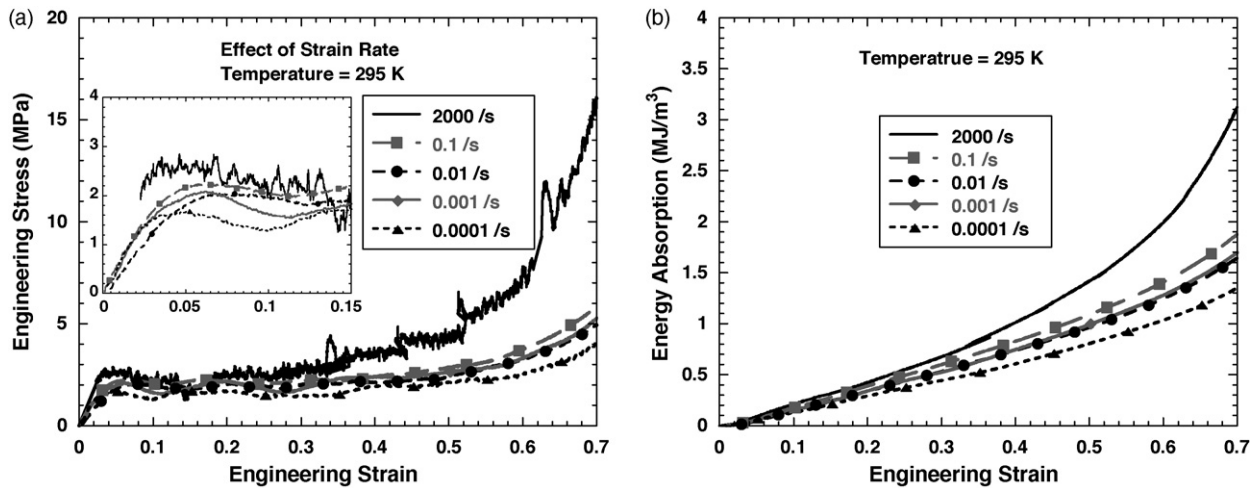 (a)
Engineering Stress (MPa)
20
15
10
5
0
Effect of Strain Rate
Temperature = 295 K
4
3
2
1
0
0
0.05
0.1
0.15
2000 /s
0.1 /s
0.01 /s
0.001 /s
0.0001 /s
0
0.1
0.2
0.3
0.4
0.5
0.6
0.7
Engineering Strain
(b)
Energy Absorption (MJ/m³)
4
3.5
3
2.5
2
1.5
1
0.5
0
Temperatrue = 295 K
2000 /s
0.1 /s
0.01 /s
0.001 /s
0.0001 /s
0
0.1
0.2
0.3
0.4
0.5
0.6
0.7
Engineering Strain